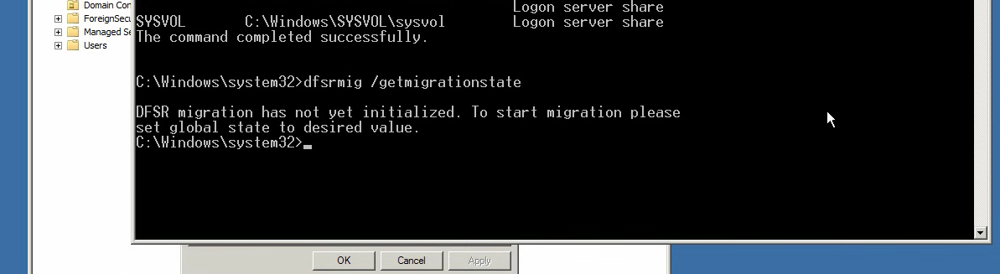 Domain Con
ForeignSecu
Managed Se
Users
Logon server share
SYSVOL C:\Windows\SYSVOL\sysvol Logon server share
The command completed successfully.
C:\Windows\system32>dfsrmig /getmigrationstate
DFSR migration has not yet initialized. To start migration please
set global state to desired value.
C:\Windows\system32>
OK Cancel Apply